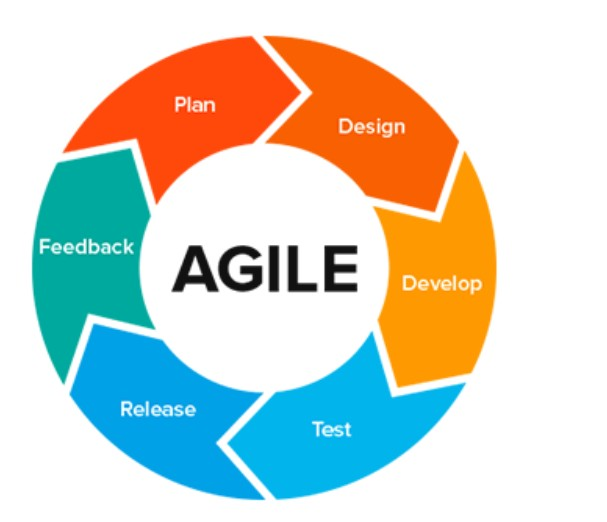 Plan
Design
Develop
Test
Release
Feedback
AGILE